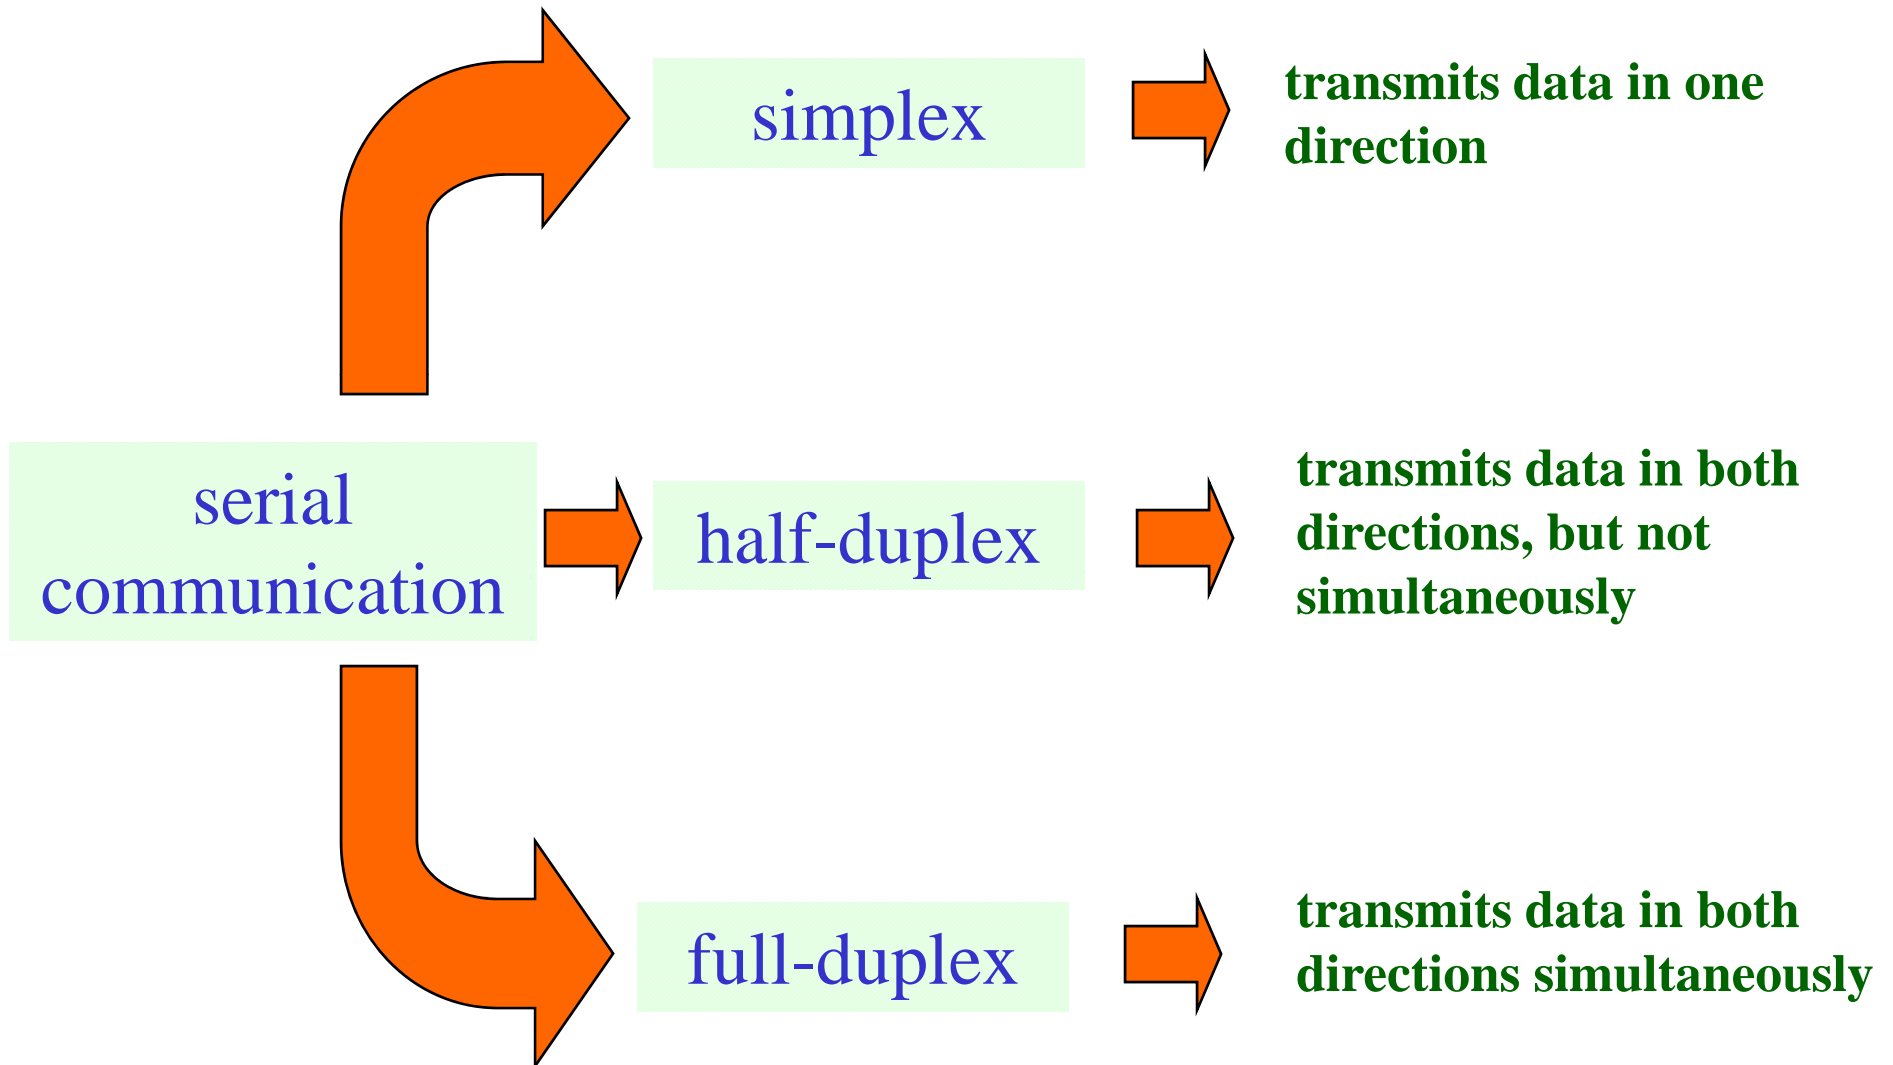 simplex
transmits data in one
direction
serial
communication
half-duplex
transmits data in both
directions, but not
simultaneously
full-duplex
transmits data in both
directions simultaneously